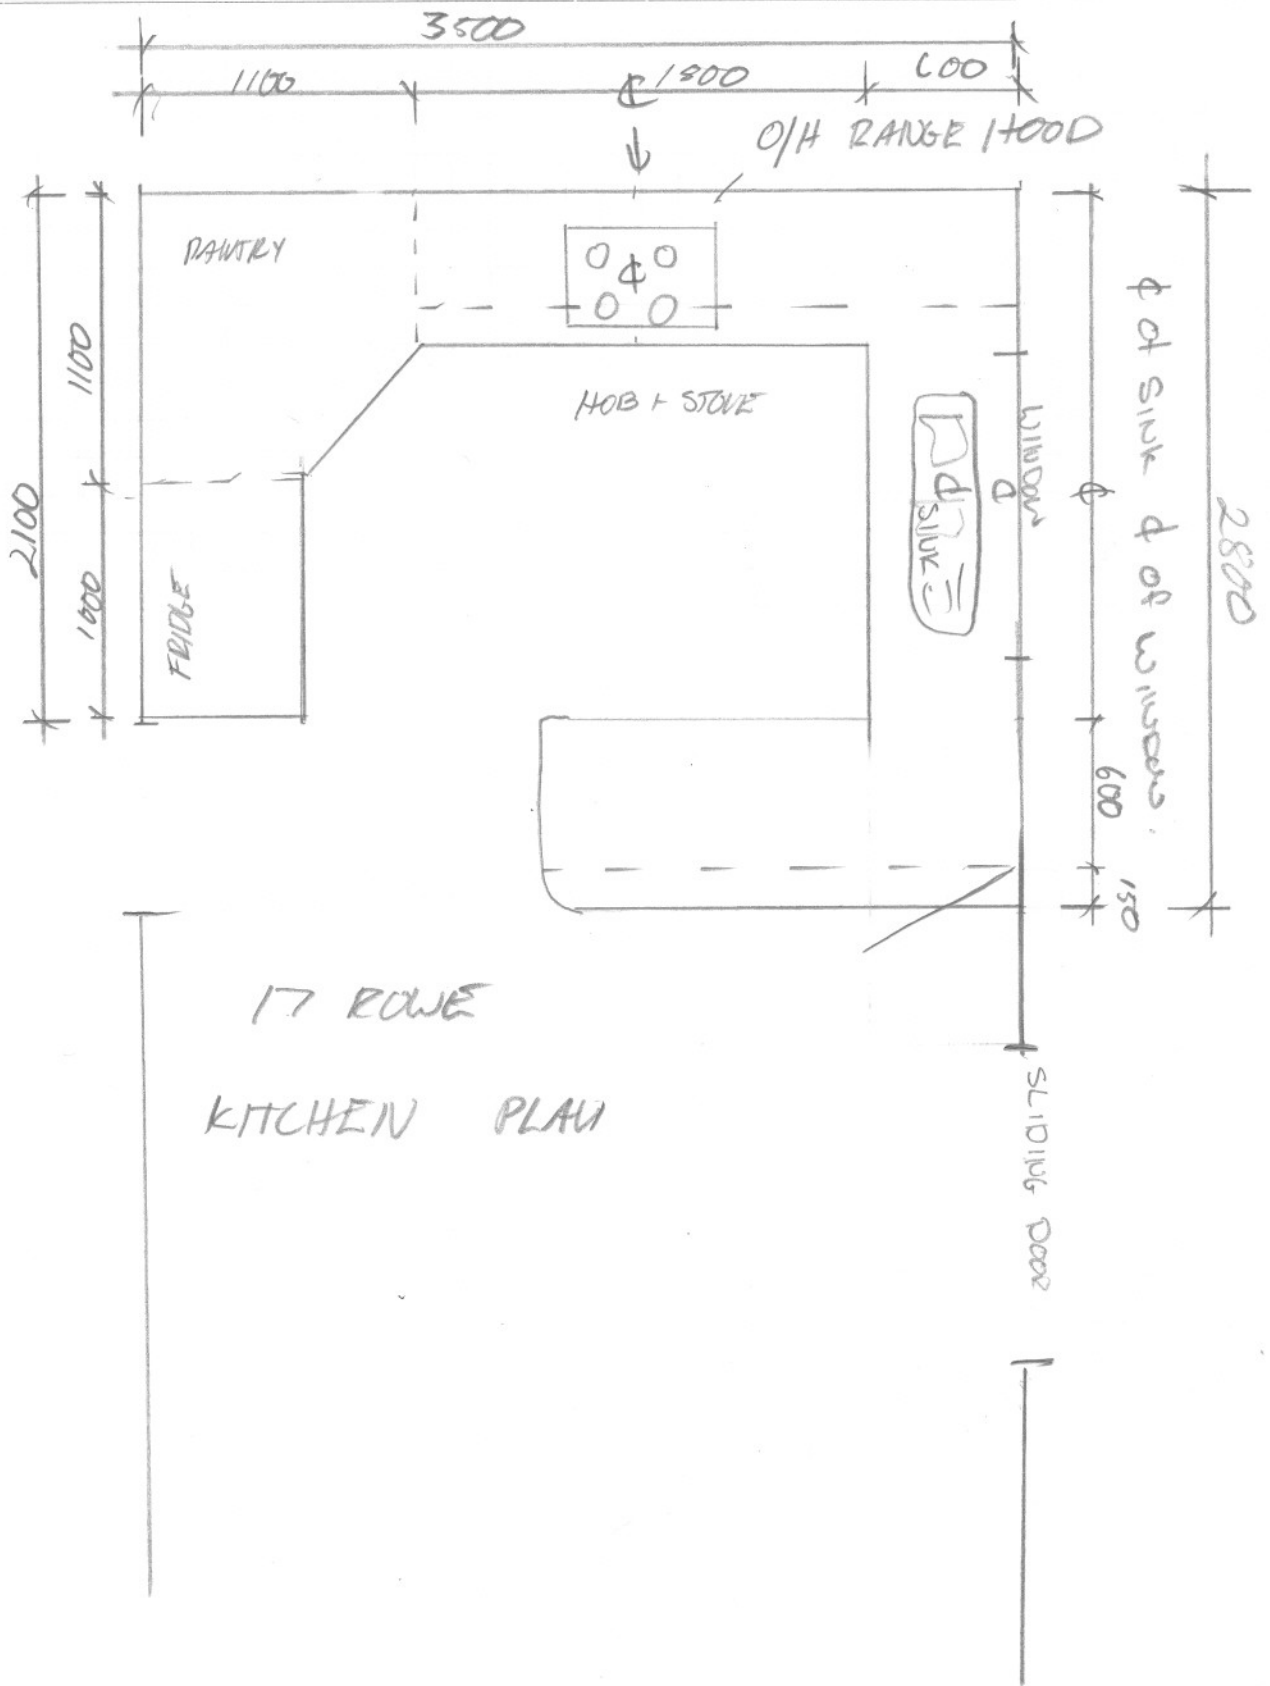 3500
1100
₵ 1800
600
O/H RANGE HOOD
PANTRY
₵
HOB + STOVE
1100
2100
1000
FRIDGE
WINDOW
₵
₵
SINK
₵
₵ of SINK ₵ of WINDOW.
2800
600
150
17 ROWE
KITCHEN PLAN
SLIDING DOOR